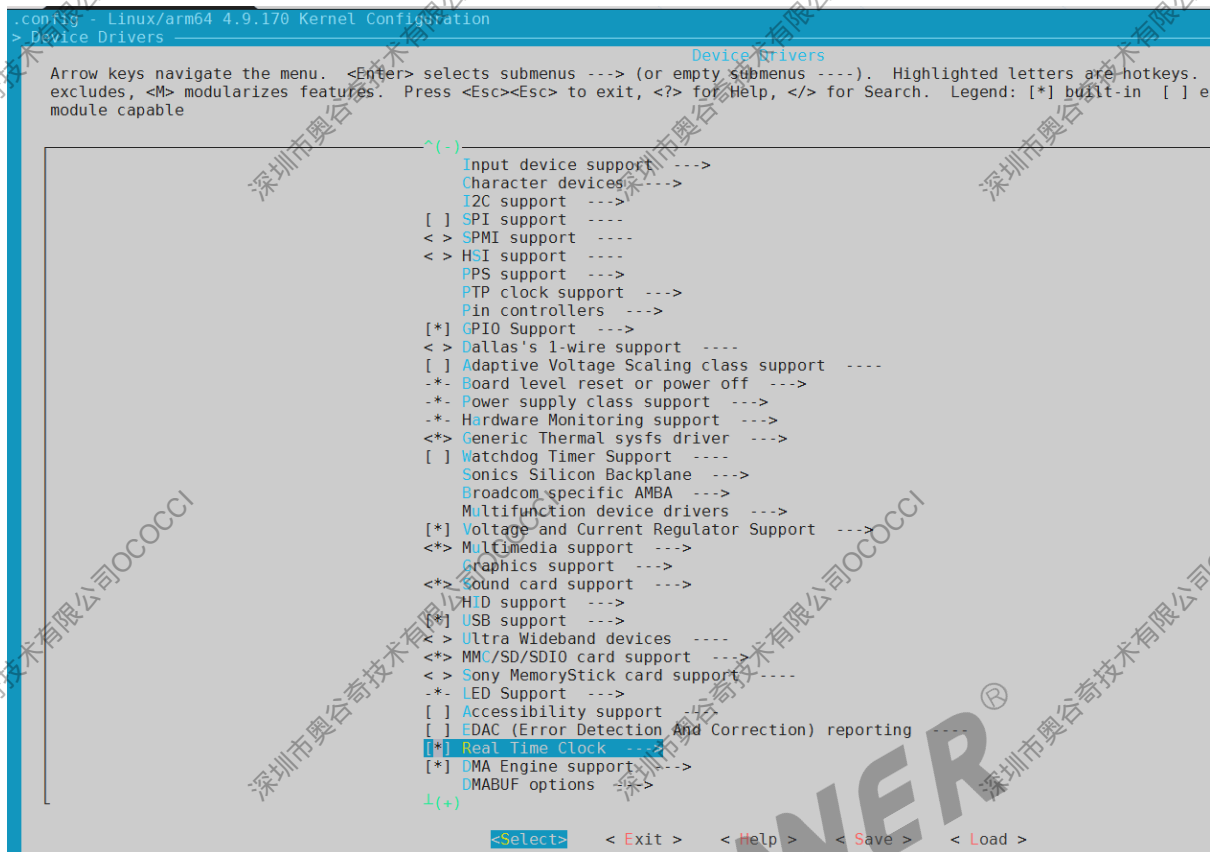 .config - Linux/arm64 4.9.170 Kernel Configuration
> Device Drivers
Device Drivers
Arrow keys navigate the menu. <Enter> selects submenus ---> (or empty submenus ----). Highlighted letters are hotkeys.
excludes, <M> modularizes features. Press <Esc><Esc> to exit, <?> for Help, </> for Search. Legend: [*] built-in [ ] e
module capable
^(-)
Input device support --->
Character devices --->
I2C support --->
[ ] SPI support ----
< > SPMI support ----
< > HSI support ----
PPS support --->
PTP clock support --->
Pin controllers --->
[*] GPIO Support --->
< > Dallas's 1-wire support ----
[ ] Adaptive Voltage Scaling class support ----
-*- Board level reset or power off --->
-*- Power supply class support --->
-*- Hardware Monitoring support --->
<*> Generic Thermal sysfs driver --->
[ ] Watchdog Timer Support ----
Sonics Silicon Backplane --->
Broadcom specific AMBA --->
Multifunction device drivers --->
[*] Voltage and Current Regulator Support --->
<*> Multimedia support --->
Graphics support --->
<*> Sound card support --->
HID support --->
[*] USB support --->
< > Ultra Wideband devices ----
<*> MMC/SD/SDIO card support --->
< > Sony MemoryStick card support ----
-*- LED Support --->
[ ] Accessibility support ----
[ ] EDAC (Error Detection And Correction) reporting ----
[*] Real Time Clock --->
[*] DMA Engine support --->
DMABUF options --->
┴(+)
<Select> < Exit > < Help > < Save > < Load >
深圳市奥谷奇技术有限公司OCOCCI
NER®